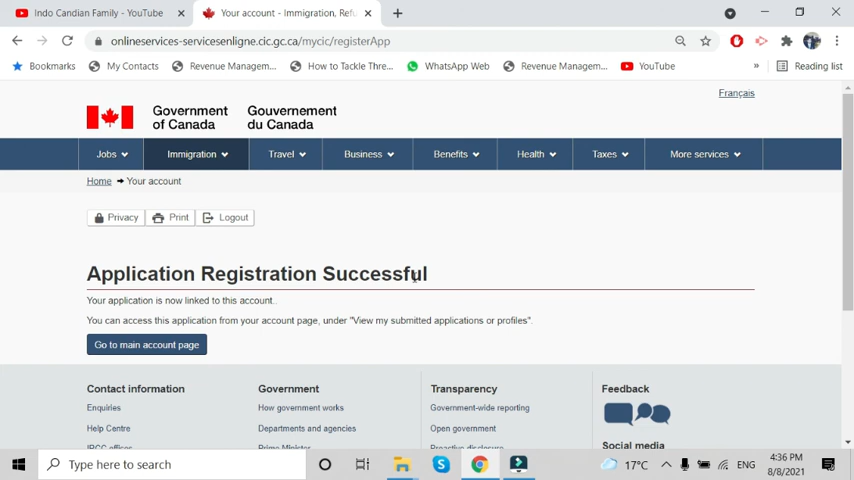 Indo Candian Family - YouTube
Your account - Immigration, Refu
onlineservices-servicesenligne.cic.gc.ca/mycic/registerApp
Bookmarks
My Contacts
Revenue Managem...
How to Tackle Thre...
WhatsApp Web
Revenue Managem...
YouTube
»
Reading list
Français
Government of Canada
Gouvernement du Canada
Jobs
Immigration
Travel
Business
Benefits
Health
Taxes
More services
Home ➔ Your account
Privacy
Print
Logout
Application Registration Successful
Your application is now linked to this account..
You can access this application from your account page, under "View my submitted applications or profiles".
Go to main account page
Contact information
Government
Transparency
Feedback
Enquiries
How government works
Government-wide reporting
Help Centre
Departments and agencies
Open government
IRCC offices
Prime Minister
Proactive disclosure
Social media
Type here to search
17°C
ENG
4:36 PM
8/8/2021